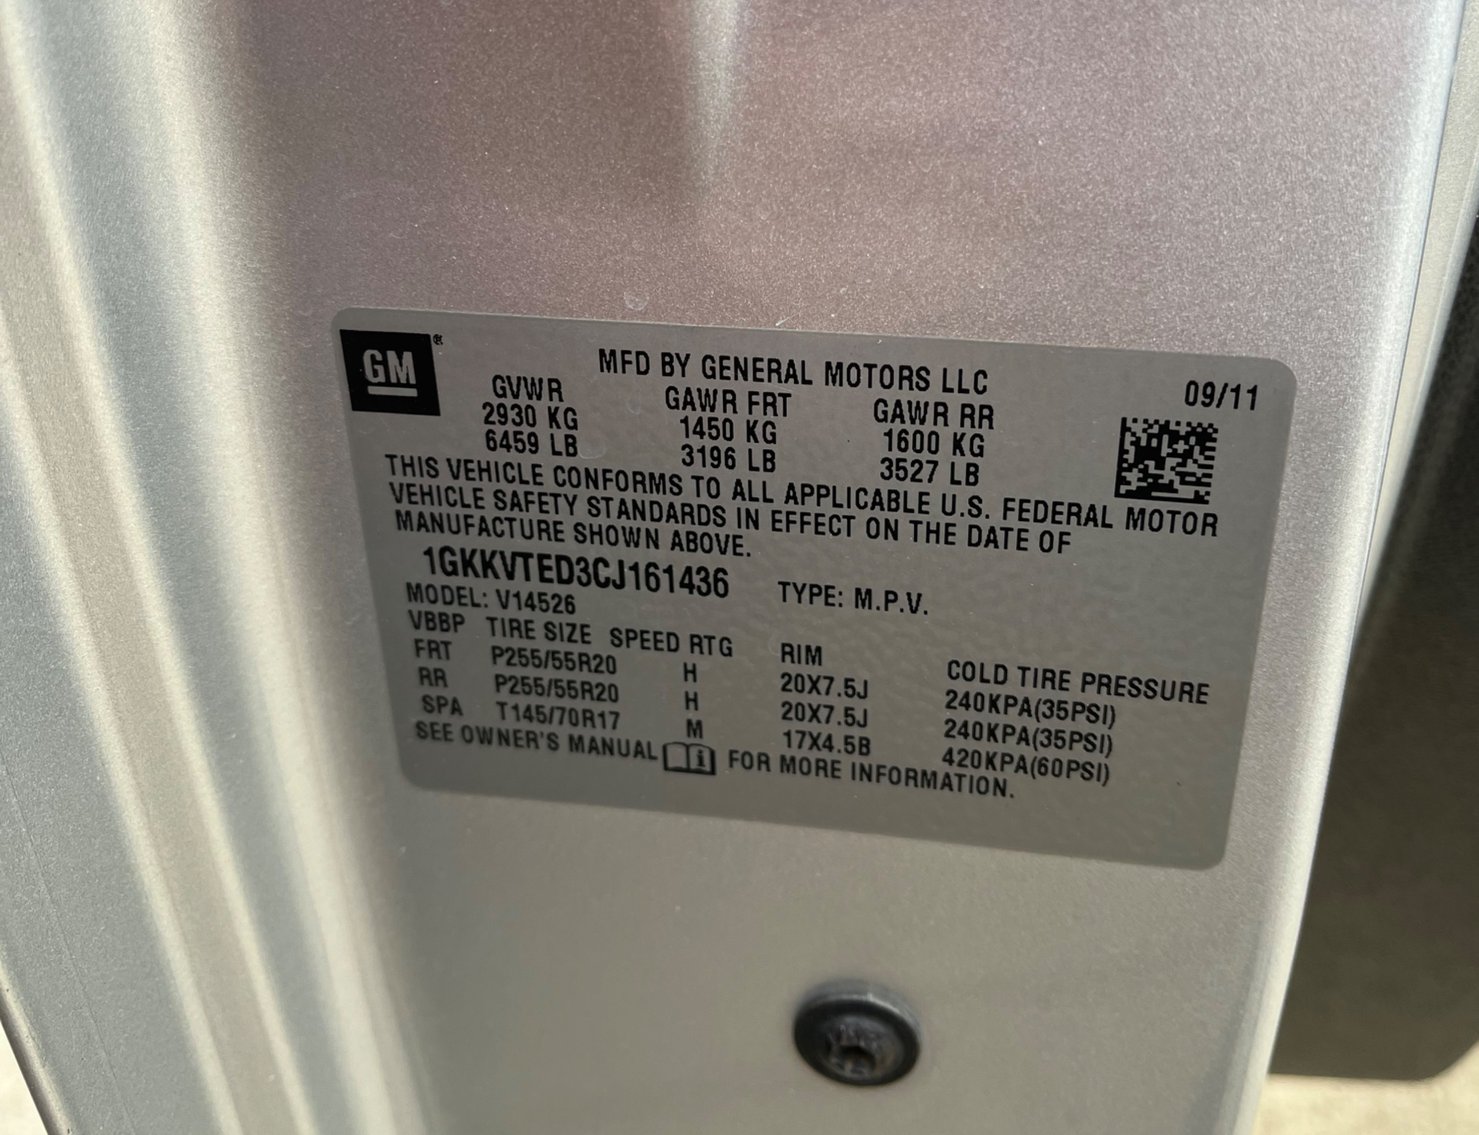 GM®
MFD BY GENERAL MOTORS LLC 09/11
GVWR GAWR FRT GAWR RR
2930 KG 1450 KG 1600 KG
6459 LB 3196 LB 3527 LB
THIS VEHICLE CONFORMS TO ALL APPLICABLE U.S. FEDERAL MOTOR
VEHICLE SAFETY STANDARDS IN EFFECT ON THE DATE OF
MANUFACTURE SHOWN ABOVE.
1GKKVTED3CJ161436 TYPE: M.P.V.
MODEL: V14526
VBBP TIRE SIZE SPEED RTG RIM COLD TIRE PRESSURE
FRT P255/55R20 H 20X7.5J 240KPA(35PSI)
RR P255/55R20 H 20X7.5J 240KPA(35PSI)
SPA T145/70R17 M 17X4.5B 420KPA(60PSI)
SEE OWNER'S MANUAL i FOR MORE INFORMATION.